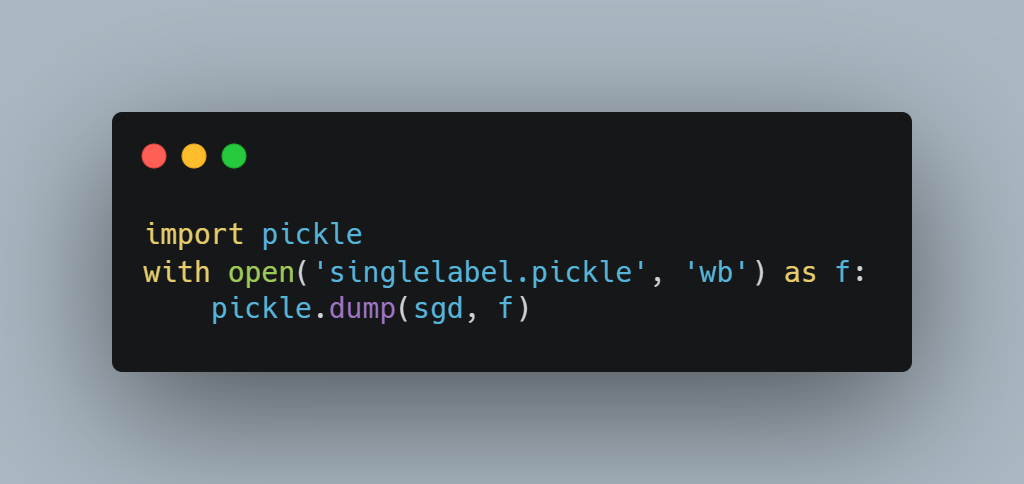 import pickle
with open('singlelabel.pickle', 'wb') as f:
    pickle.dump(sgd, f)